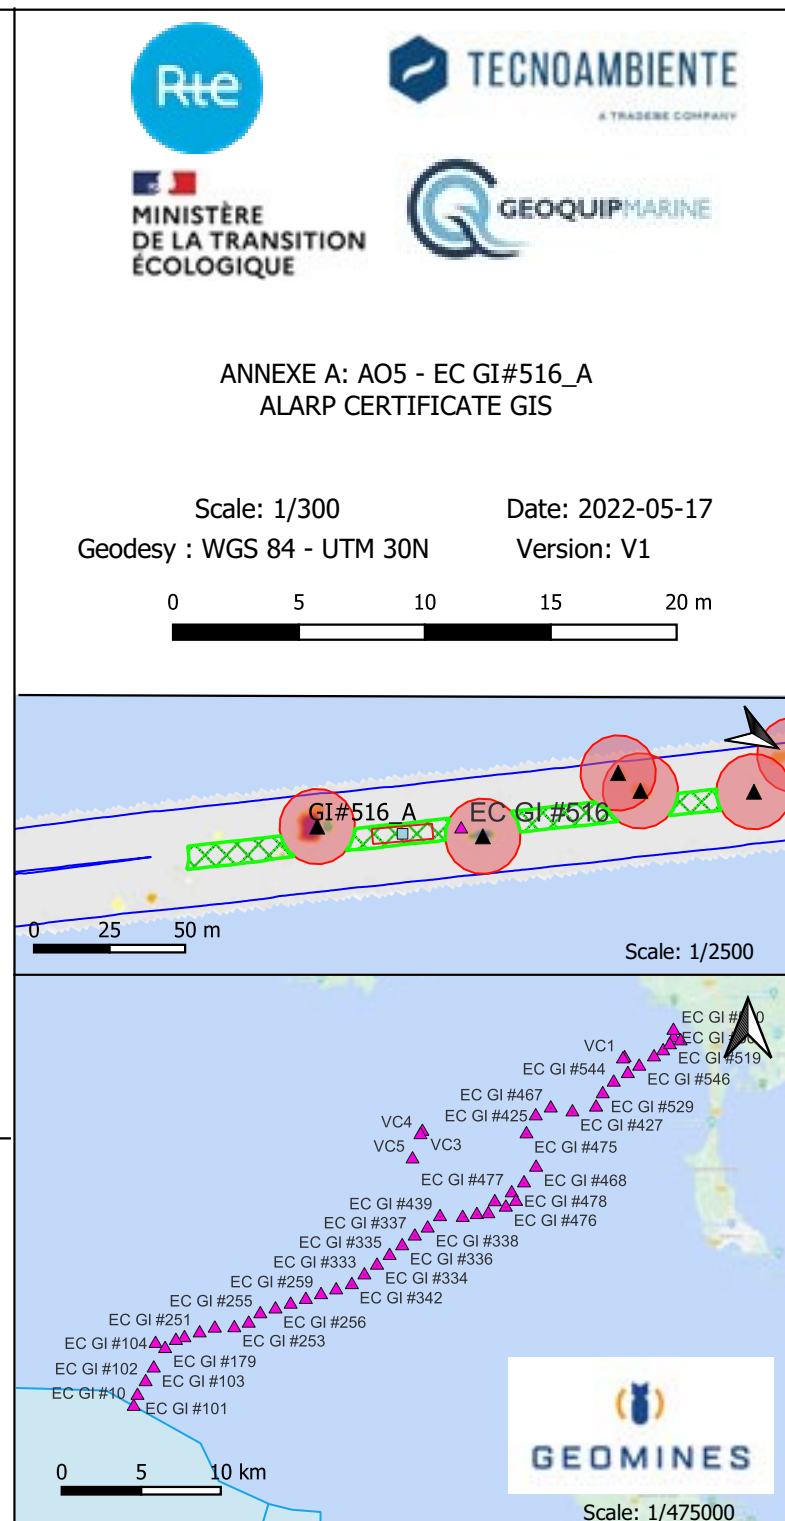 Rte
TECNOAMBIENTE
A TRADEBE COMPANY
MINISTÈRE
DE LA TRANSITION
ÉCOLOGIQUE
GEOQUIPMARINE
ANNEXE A: AO5 - EC GI#516_A
ALARP CERTIFICATE GIS
Scale: 1/300
Date: 2022-05-17
Geodesy : WGS 84 - UTM 30N
Version: V1
0 5 10 15 20 m
GI#516_A
EC GI #516
0 25 50 m
Scale: 1/2500
EC GI
VC1
EC GI #519
EC GI #544
EC GI #546
EC GI #467
EC GI #529
EC GI #425
EC GI #427
VC4
VC3
EC GI #475
VC5
EC GI #477
EC GI #468
EC GI #439
EC GI #478
EC GI #337
EC GI #476
EC GI #335
EC GI #338
EC GI #333
EC GI #336
EC GI #259
EC GI #334
EC GI #255
EC GI #342
EC GI #251
EC GI #256
EC GI #104
EC GI #253
EC GI #102
EC GI #179
EC GI #103
EC GI #10
EC GI #101
0 5 10 km
GEOMINES
Scale: 1/475000